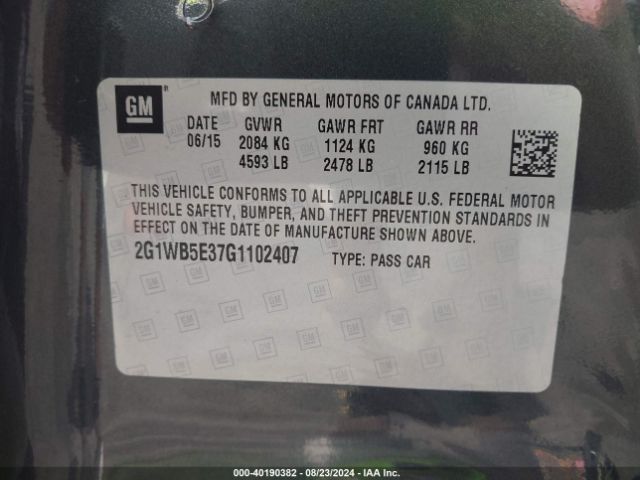 GM
MFD BY GENERAL MOTORS OF CANADA LTD.
DATE GVWR GAWR FRT GAWR RR
06/15 2084 KG 1124 KG 960 KG
4593 LB 2478 LB 2115 LB
THIS VEHICLE CONFORMS TO ALL APPLICABLE U.S. FEDERAL MOTOR
VEHICLE SAFETY, BUMPER, AND THEFT PREVENTION STANDARDS IN
EFFECT ON THE DATE OF MANUFACTURE SHOWN ABOVE.
2G1WB5E37G1102407 TYPE: PASS CAR
000-40190382 - 08/23/2024 - IAA Inc.